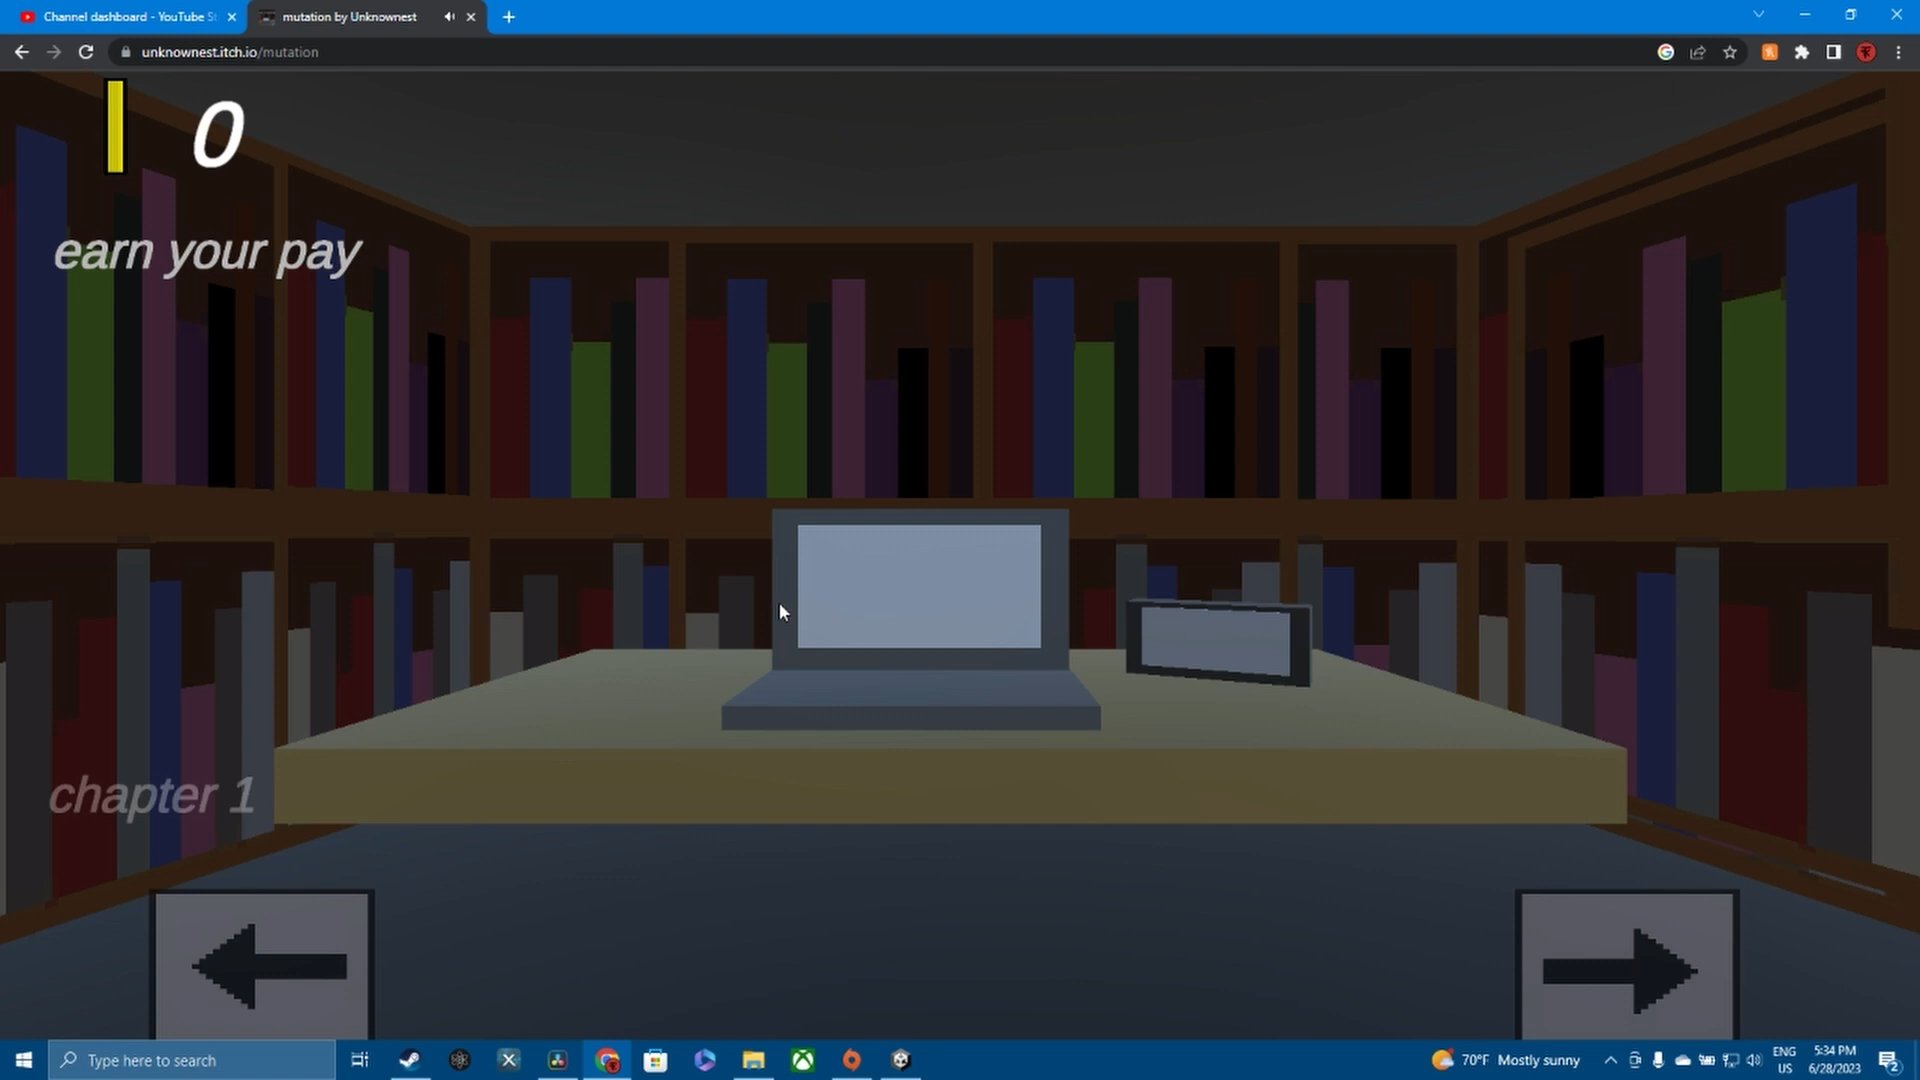 Channel dashboard - YouTube St
mutation by Unknownest
unknownest.itch.io/mutation
0
earn your pay
chapter 1
Type here to search
70°F Mostly sunny
ENG
US
5:34 PM
6/28/2023
2